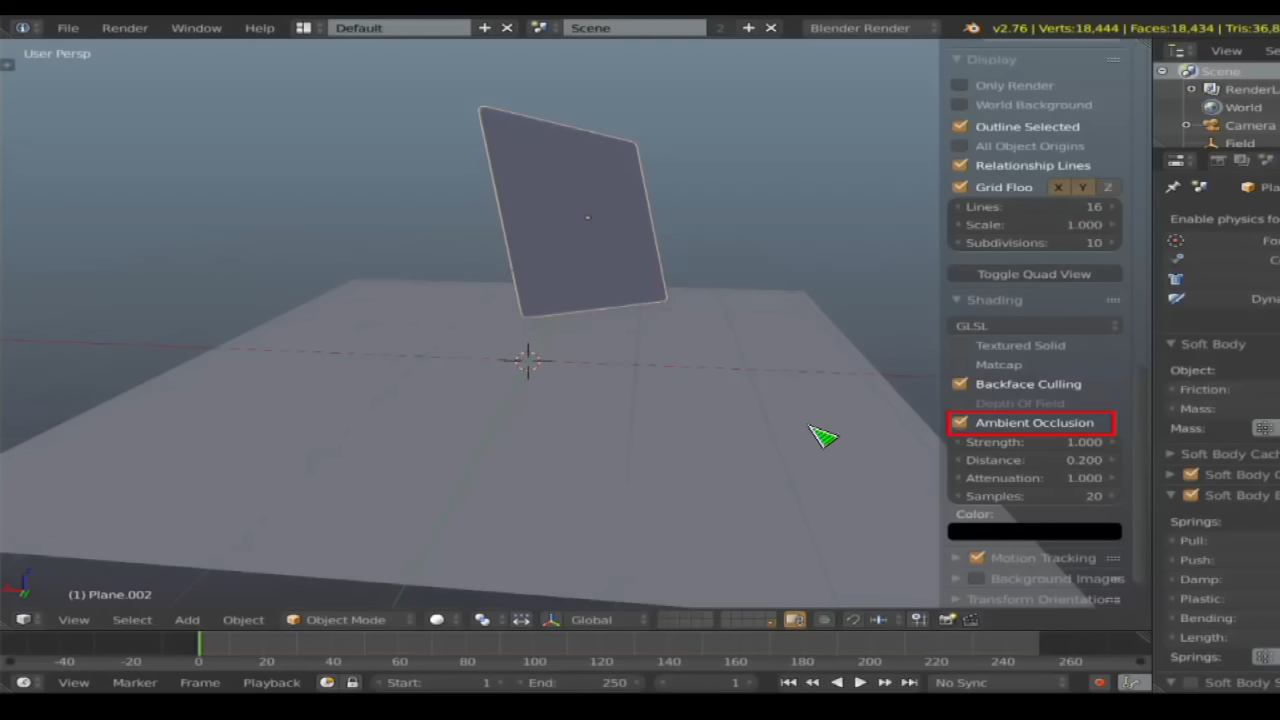 File Render Window Help Default Scene 2 Blender Render v2.76 | Verts:18,444 | Faces:18,434 | Tris:36,8
User Persp
Display
Only Render
World Background
Outline Selected
All Object Origins
Relationship Lines
Grid Floo X Y Z
Lines: 16
Scale: 1.000
Subdivisions: 10
Toggle Quad View
Shading
GLSL
Textured Solid
Matcap
Backface Culling
Depth Of Field
Ambient Occlusion
Strength: 1.000
Distance: 0.200
Attenuation: 1.000
Samples: 20
Color:
Motion Tracking
Background Images
Transform Orientations
View Se
Scene
RenderL
World
Camera
Field
Pla
Enable physics fo
Fo
C
Dyna
Soft Body
Object:
Friction:
Mass:
Mass:
Soft Body Cach
Soft Body G
Soft Body E
Springs:
Pull:
Push:
Damp:
Plastic:
Bending:
Length:
Springs:
Soft Body S
(1) Plane.002
View Select Add Object Object Mode Global
-40 -20 0 20 40 60 80 100 120 140 160 180 200 220 240 260
View Marker Frame Playback Start: 1 End: 250 1 No Sync